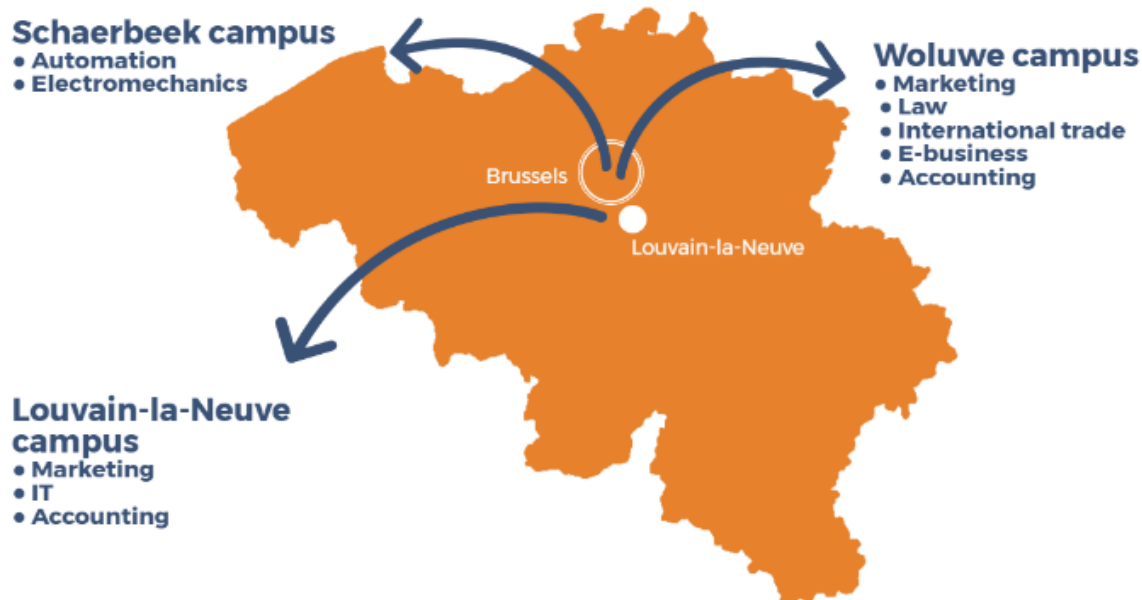 Schaerbeek campus
• Automation
• Electromechanics
Woluwe campus
• Marketing
• Law
• International trade
• E-business
• Accounting
Brussels
Louvain-la-Neuve
Louvain-la-Neuve
campus
• Marketing
• IT
• Accounting